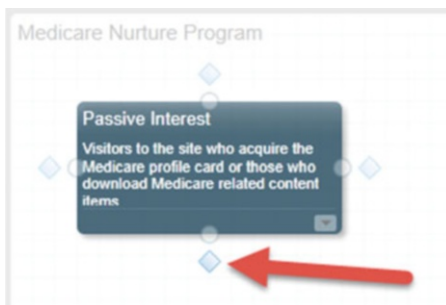 Medicare Nurture Program
Passive Interest
Visitors to the site who acquire the
Medicare profile card or those who
download Medicare related content
items